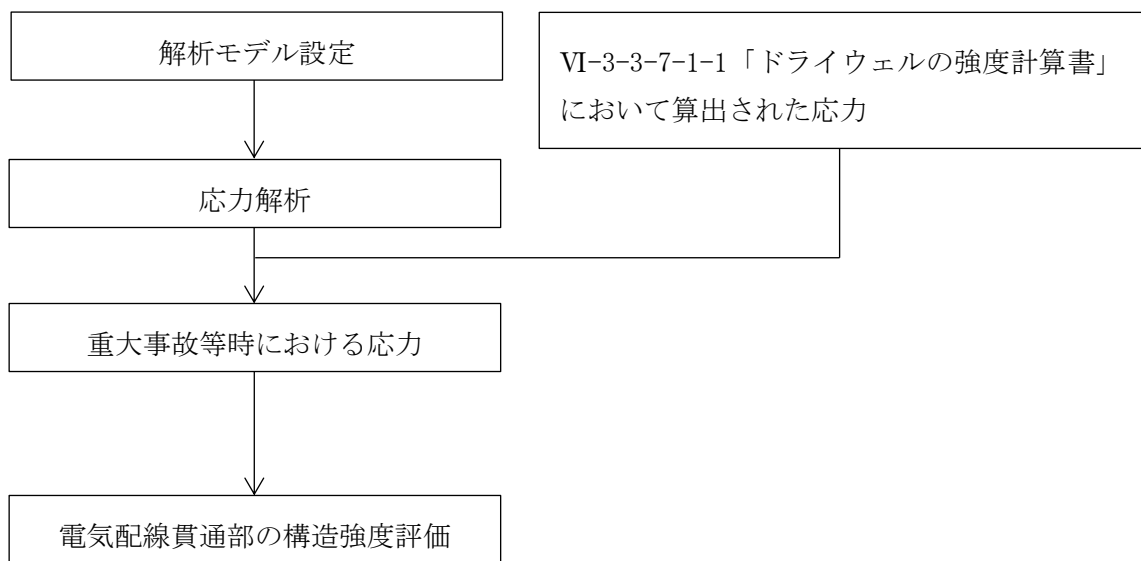 解析モデル設定
Ⅵ-3-3-7-1-1「ドライウェルの強度計算書」
において算出された応力
応力解析
重大事故等時における応力
電気配線貫通部の構造強度評価